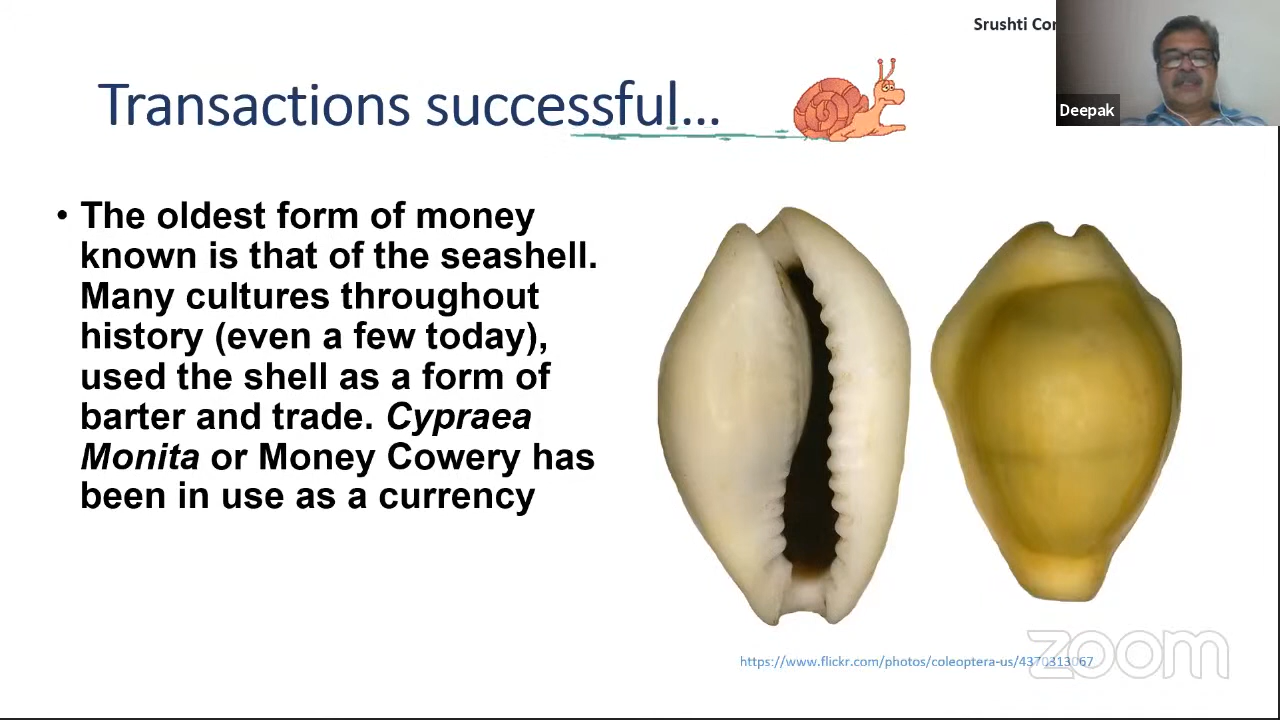 Srushti
Deepak
Transactions successful...
• The oldest form of money
known is that of the seashell.
Many cultures throughout
history (even a few today),
used the shell as a form of
barter and trade. Cypraea
Monita or Money Cowery has
been in use as a currency
https://www.flickr.com/photos/coleoptera-us/4370313067
zoom